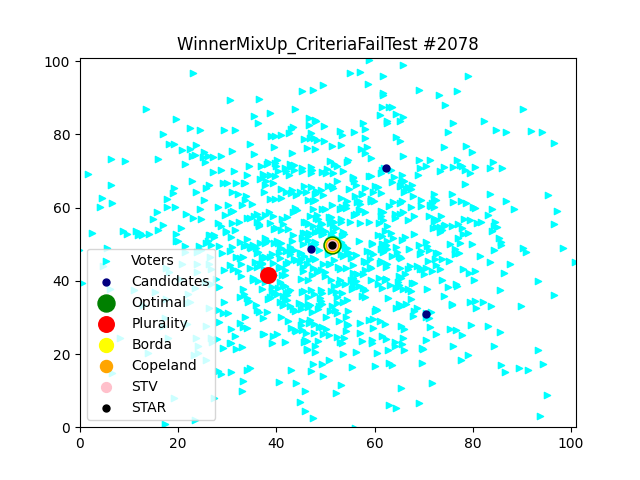 WinnerMixUp_CriteriaFailTest #2078
100
80
60
40
20
0
0
20
40
60
80
100
Voters
Candidates
Optimal
Plurality
Borda
Copeland
STV
STAR